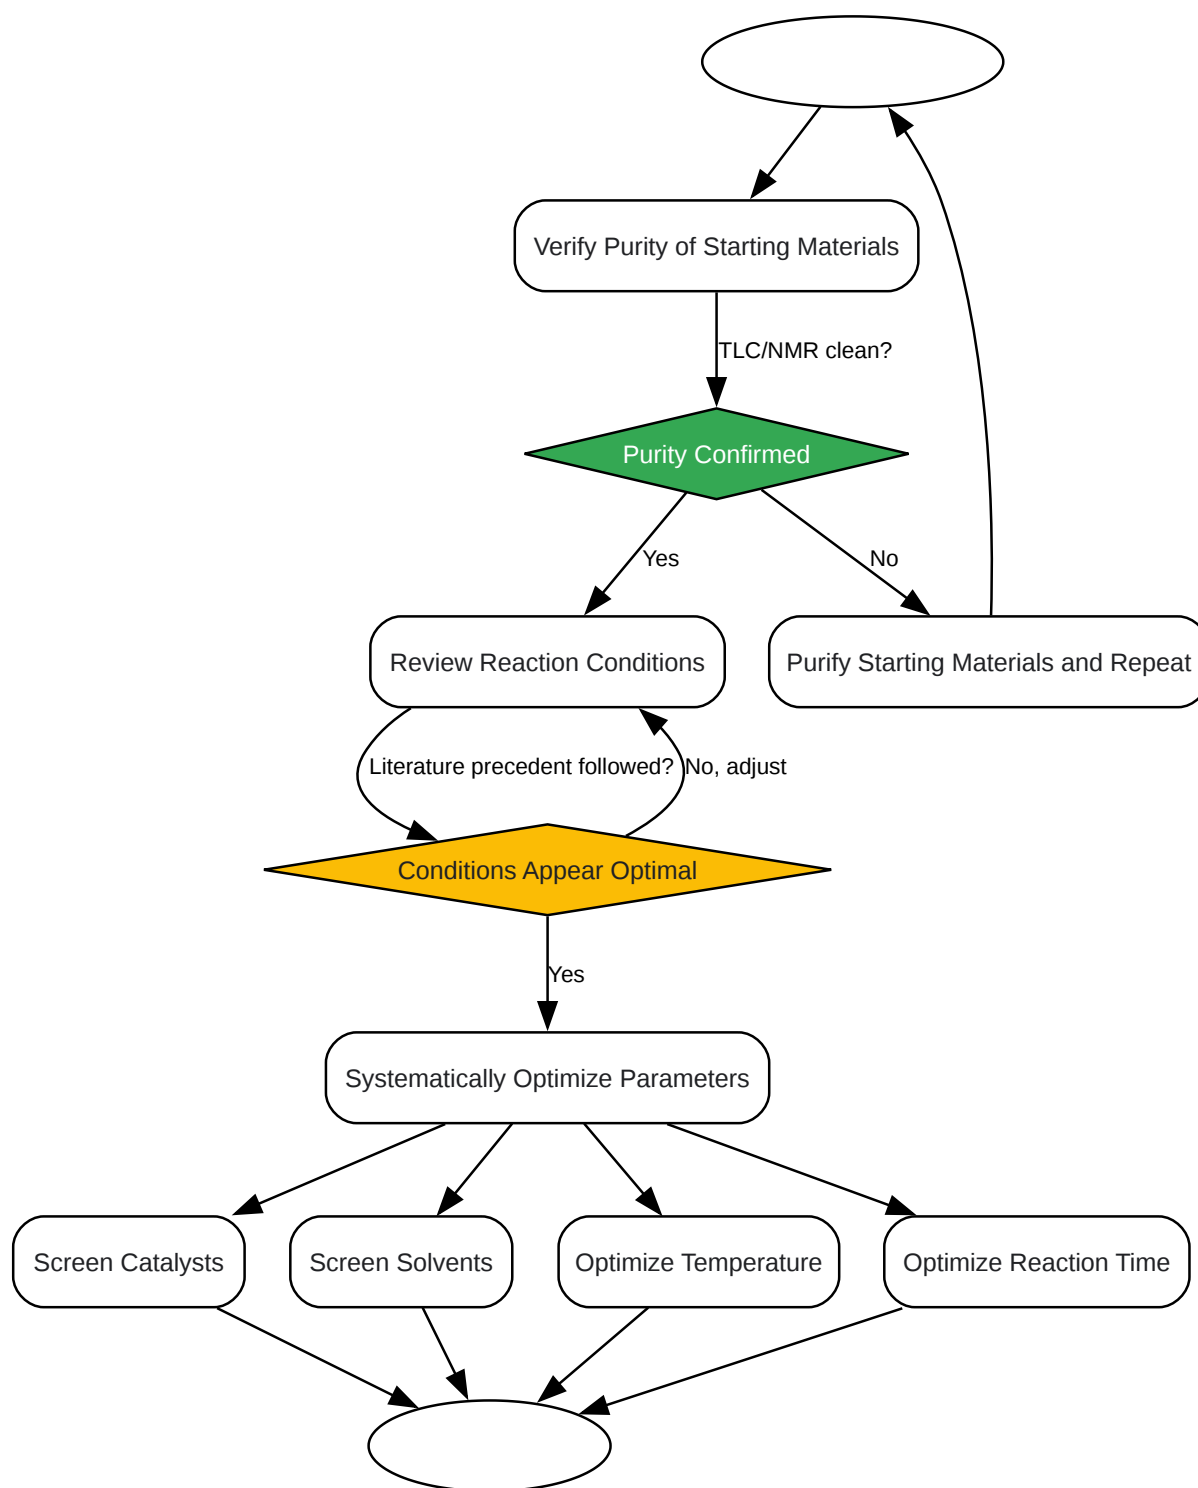 Verify Purity of Starting Materials
TLC/NMR clean?
Purity Confirmed
Yes
No
Review Reaction Conditions
Purify Starting Materials and Repeat
Literature precedent followed?
No, adjust
Conditions Appear Optimal
Yes
Systematically Optimize Parameters
Screen Catalysts
Screen Solvents
Optimize Temperature
Optimize Reaction Time